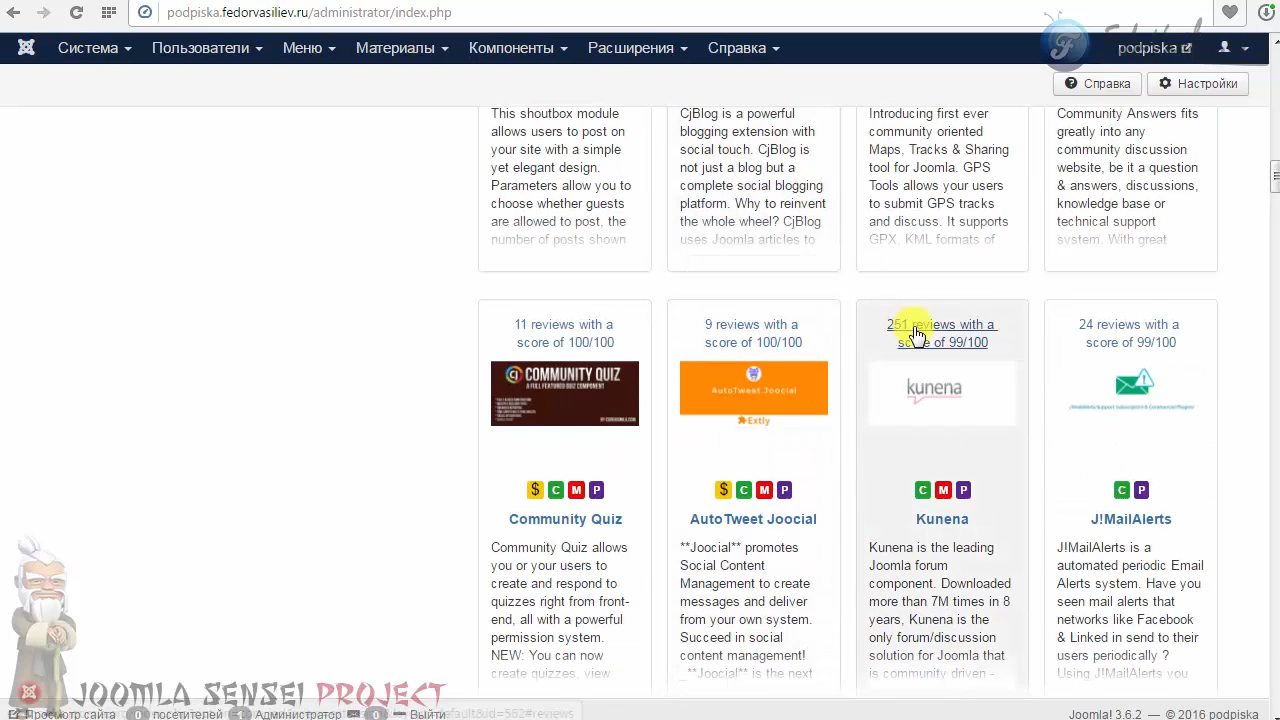 podpiska.fedorvasiliev.ru/administrator/index.php
Система Пользователи Меню Материалы Компоненты Расширения Справка podpiska
Справка Настройки
This shoutbox module
allows users to post on
your site with a simple
yet elegant design.
Parameters allow you to
choose whether guests
are allowed to post, the
number of posts shown
CjBlog is a powerful
blogging extension with
social touch. CjBlog is
not just a blog but a
complete social blogging
platform. Why to reinvent
the whole wheel? CjBlog
uses Joomla articles to
Introducing first ever
community oriented
Maps, Tracks & Sharing
tool for Joomla. GPS
Tools allows your users
to submit GPS tracks
and discuss. It supports
GPX, KML formats of
Community Answers fits
greatly into any
community discussion
website, be it a question
& answers, discussions,
knowledge base or
technical support
system. With great
11 reviews with a
score of 100/100
COMMUNITY QUIZ
A FULL FEATURED QUIZ COMPONENT
$ C M P
Community Quiz
Community Quiz allows
you or your users to
create and respond to
quizzes right from front-
end, all with a powerful
permission system.
NEW: You can now
create quizzes, view
9 reviews with a
score of 100/100
AutoTweet Joocial
Extly
$ C M P
AutoTweet Joocial
**Joocial** promotes
Social Content
Management to create
messages and deliver
from your own system.
Succeed in social
content management!
**Joocial** is the next
251 reviews with a
score of 99/100
kunena
C M P
Kunena
Kunena is the leading
Joomla forum
component. Downloaded
more than 7M times in 8
years, Kunena is the
only forum/discussion
solution for Joomla that
is community driven -
24 reviews with a
score of 99/100
C P
J!MailAlerts
J!MailAlerts is a
automated periodic Email
Alerts system. Have you
seen mail alerts that
networks like Facebook
& Linked in send to their
users periodically ?
Using J!MailAlerts you
JOOMLA SENSEI PROJECT
Просмотр сайта 0 посетителей Администратор 0 Выйти
Joomla! 3.6.2 — © 2016 podpiska